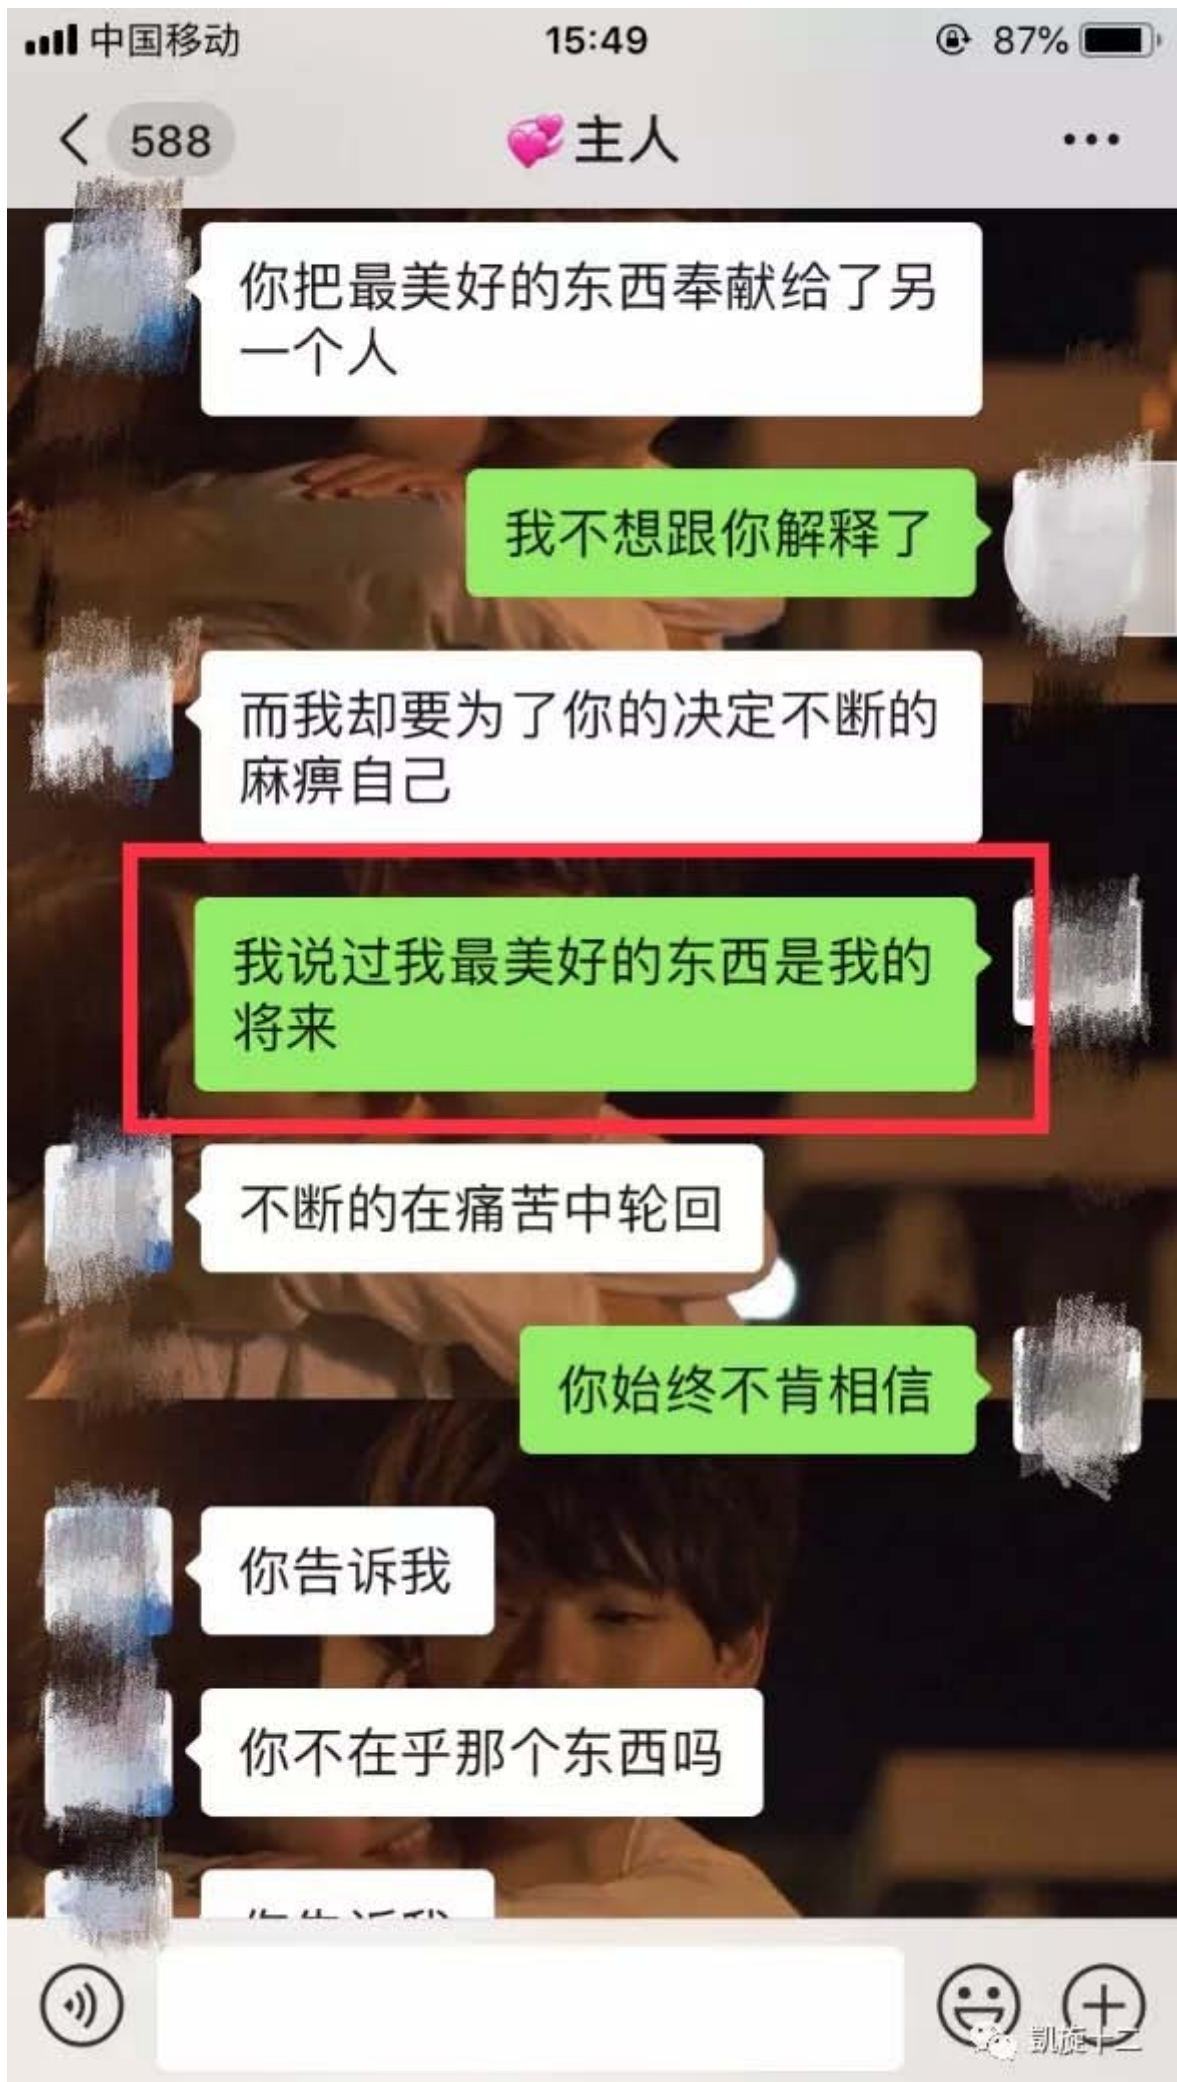 中国移动 15:49 87%
588 💞主人
你把最美好的东西奉献给了另
一个人
我不想跟你解释了
而我却要为了你的决定不断的
麻痹自己
我说过我最美好的东西是我的
将来
不断的在痛苦中轮回
你始终不肯相信
你告诉我
你不在乎那个东西吗
凱旋十二